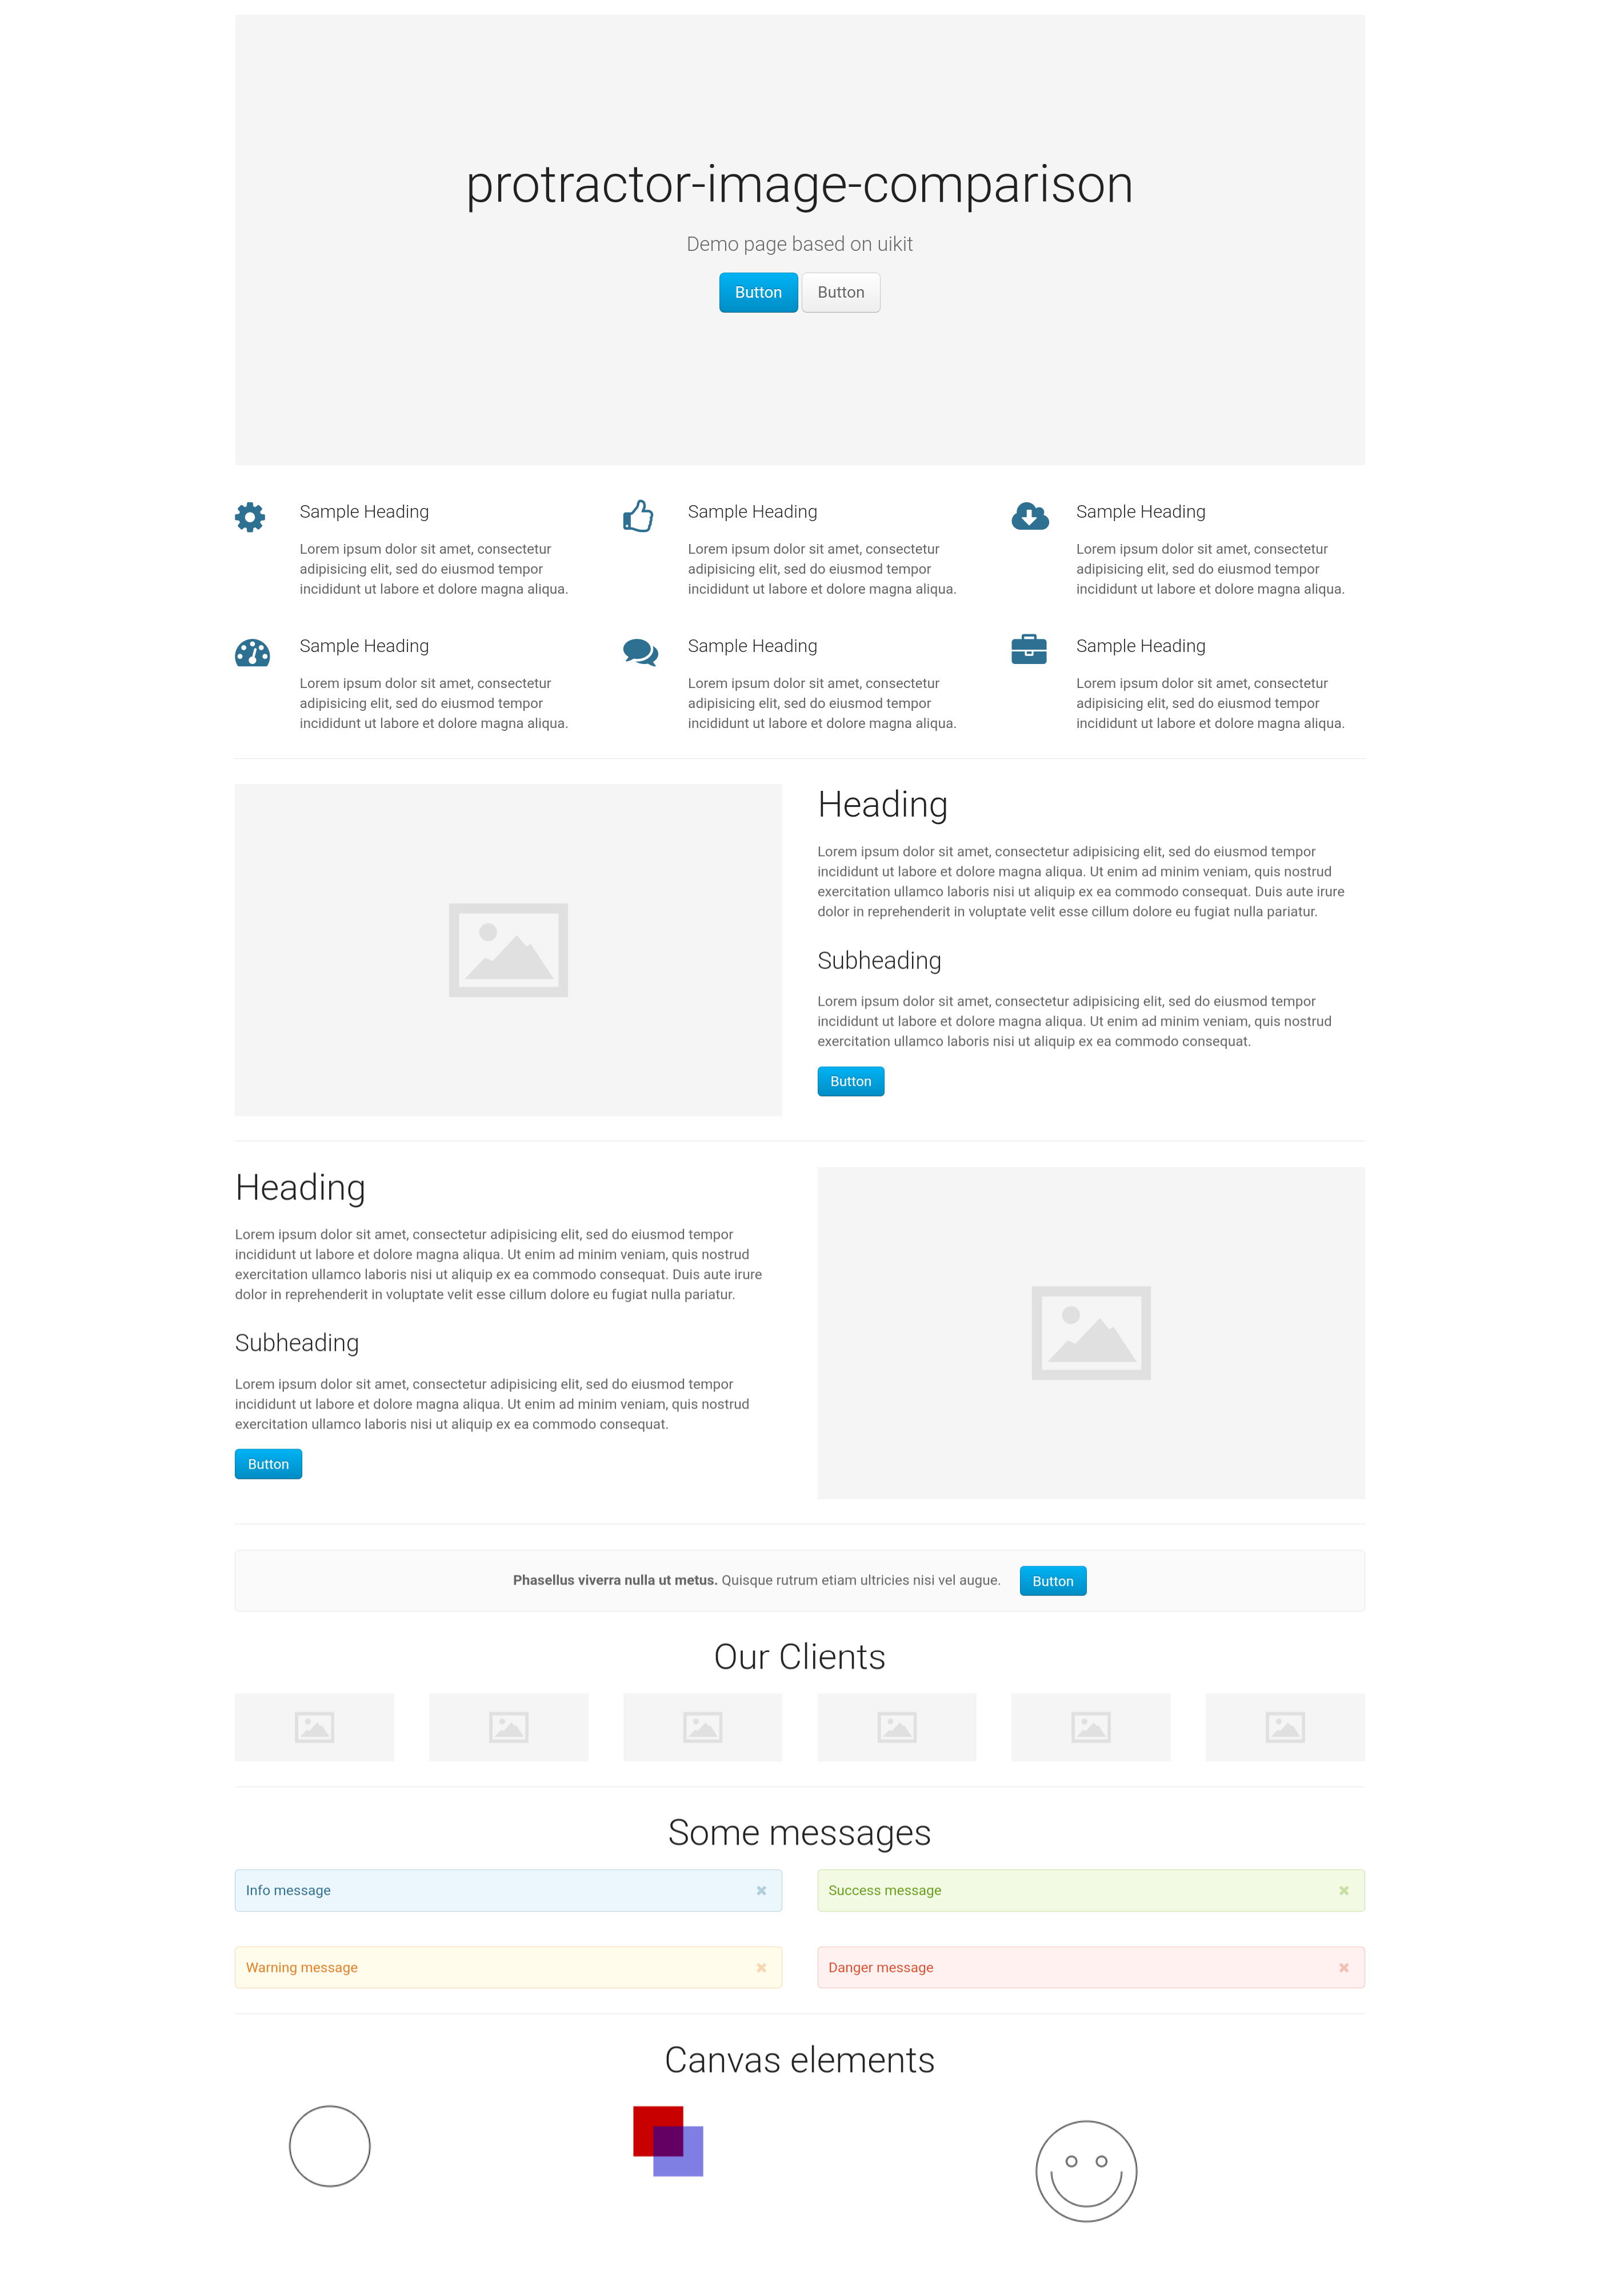 protractor-image-comparison
Demo page based on uikit
Button Button
Sample Heading
Lorem ipsum dolor sit amet, consectetur
adipisicing elit, sed do eiusmod tempor
incididunt ut labore et dolore magna aliqua.
Sample Heading
Lorem ipsum dolor sit amet, consectetur
adipisicing elit, sed do eiusmod tempor
incididunt ut labore et dolore magna aliqua.
Sample Heading
Lorem ipsum dolor sit amet, consectetur
adipisicing elit, sed do eiusmod tempor
incididunt ut labore et dolore magna aliqua.
Sample Heading
Lorem ipsum dolor sit amet, consectetur
adipisicing elit, sed do eiusmod tempor
incididunt ut labore et dolore magna aliqua.
Sample Heading
Lorem ipsum dolor sit amet, consectetur
adipisicing elit, sed do eiusmod tempor
incididunt ut labore et dolore magna aliqua.
Sample Heading
Lorem ipsum dolor sit amet, consectetur
adipisicing elit, sed do eiusmod tempor
incididunt ut labore et dolore magna aliqua.
Heading
Lorem ipsum dolor sit amet, consectetur adipisicing elit, sed do eiusmod tempor
incididunt ut labore et dolore magna aliqua. Ut enim ad minim veniam, quis nostrud
exercitation ullamco laboris nisi ut aliquip ex ea commodo consequat. Duis aute irure
dolor in reprehenderit in voluptate velit esse cillum dolore eu fugiat nulla pariatur.
Subheading
Lorem ipsum dolor sit amet, consectetur adipisicing elit, sed do eiusmod tempor
incididunt ut labore et dolore magna aliqua. Ut enim ad minim veniam, quis nostrud
exercitation ullamco laboris nisi ut aliquip ex ea commodo consequat.
Button
Heading
Lorem ipsum dolor sit amet, consectetur adipisicing elit, sed do eiusmod tempor
incididunt ut labore et dolore magna aliqua. Ut enim ad minim veniam, quis nostrud
exercitation ullamco laboris nisi ut aliquip ex ea commodo consequat. Duis aute irure
dolor in reprehenderit in voluptate velit esse cillum dolore eu fugiat nulla pariatur.
Subheading
Lorem ipsum dolor sit amet, consectetur adipisicing elit, sed do eiusmod tempor
incididunt ut labore et dolore magna aliqua. Ut enim ad minim veniam, quis nostrud
exercitation ullamco laboris nisi ut aliquip ex ea commodo consequat.
Button
Phasellus viverra nulla ut metus. Quisque rutrum etiam ultricies nisi vel augue. Button
Our Clients
Some messages
Info message
Success message
Warning message
Danger message
Canvas elements